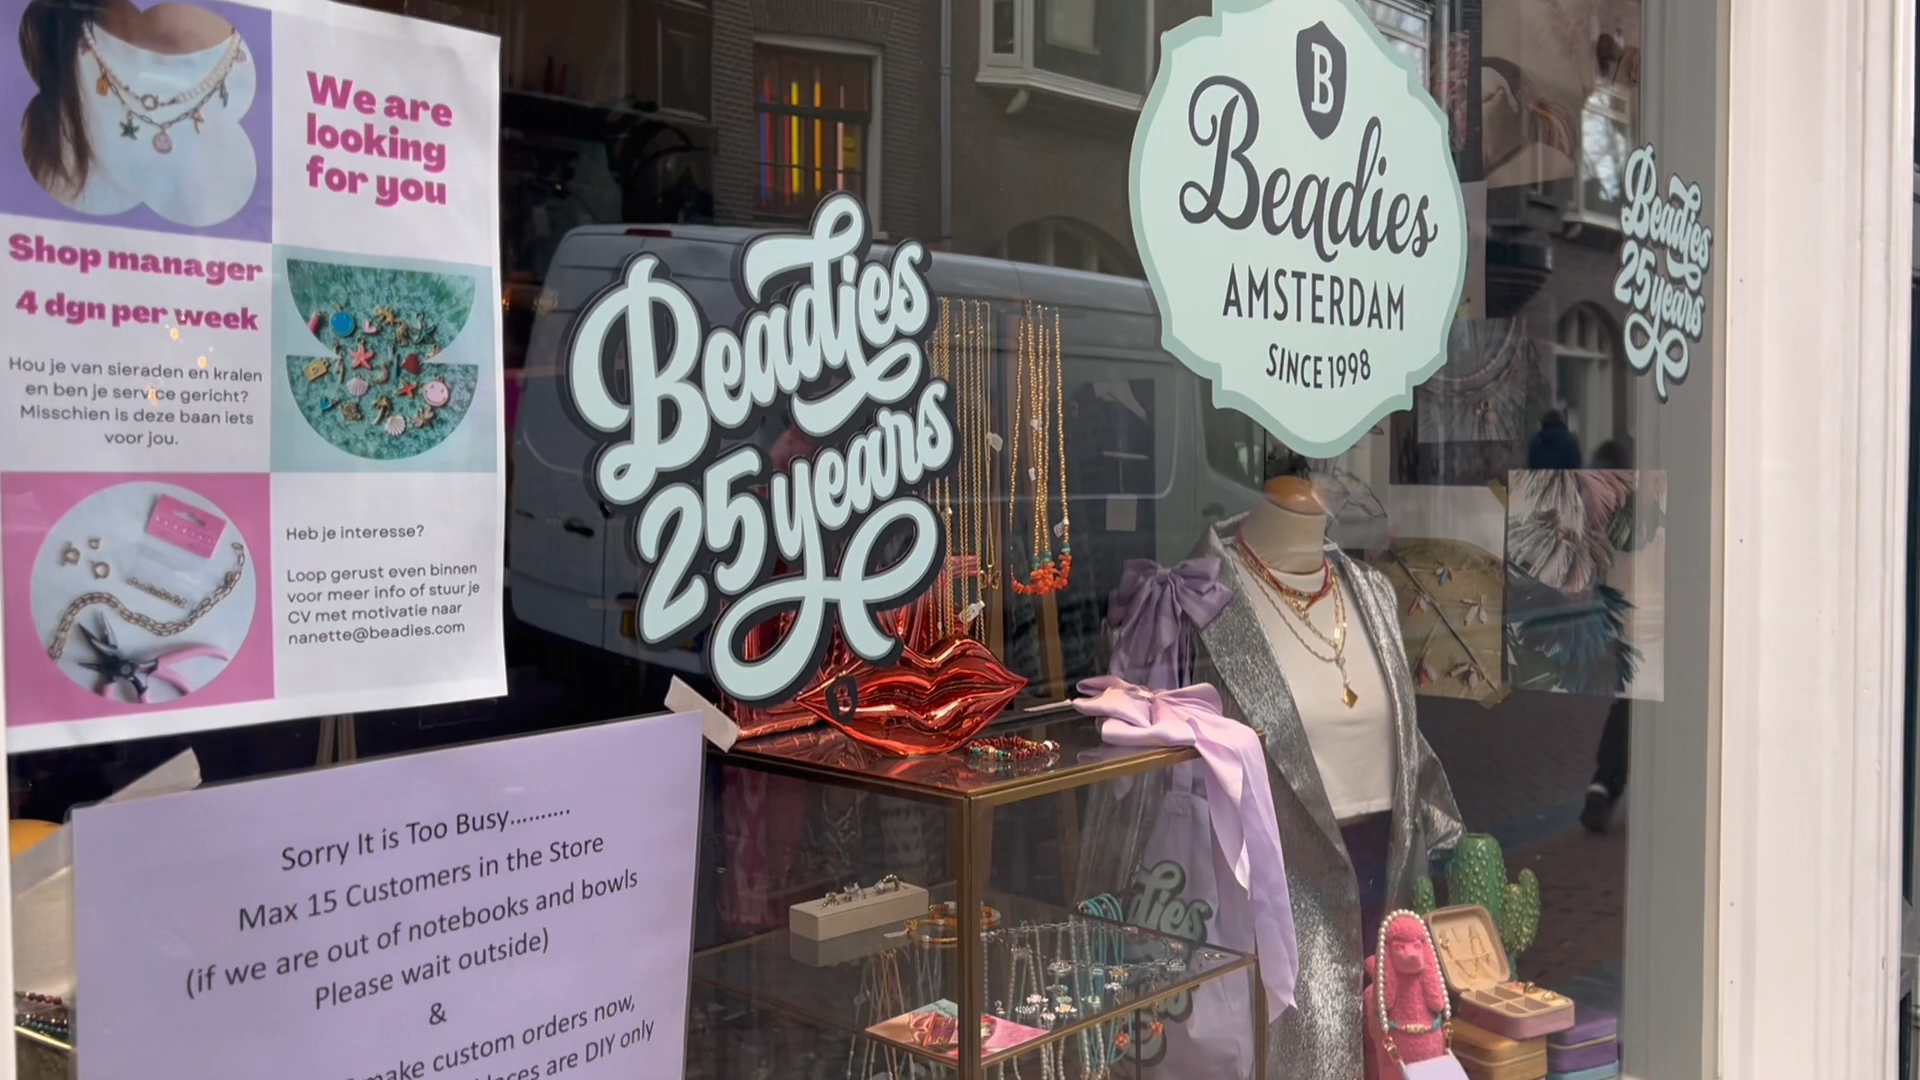 We are
looking
for you
Shop manager
4 dgn per week
Hou je van sieraden en kralen
en ben je service gericht?
Misschien is deze baan iets
voor jou.
Heb je interesse?
Loop gerust even binnen
voor meer info of stuur je
CV met motivatie naar
nanette@beadies.com
Sorry It is Too Busy..........
Max 15 Customers in the Store
(if we are out of notebooks and bowls
Please wait outside)
&
make custom orders now,
are DIY only
Beadies
25 years
B
B
Beadies
AMSTERDAM
SINCE 1998
Beadies
25 years